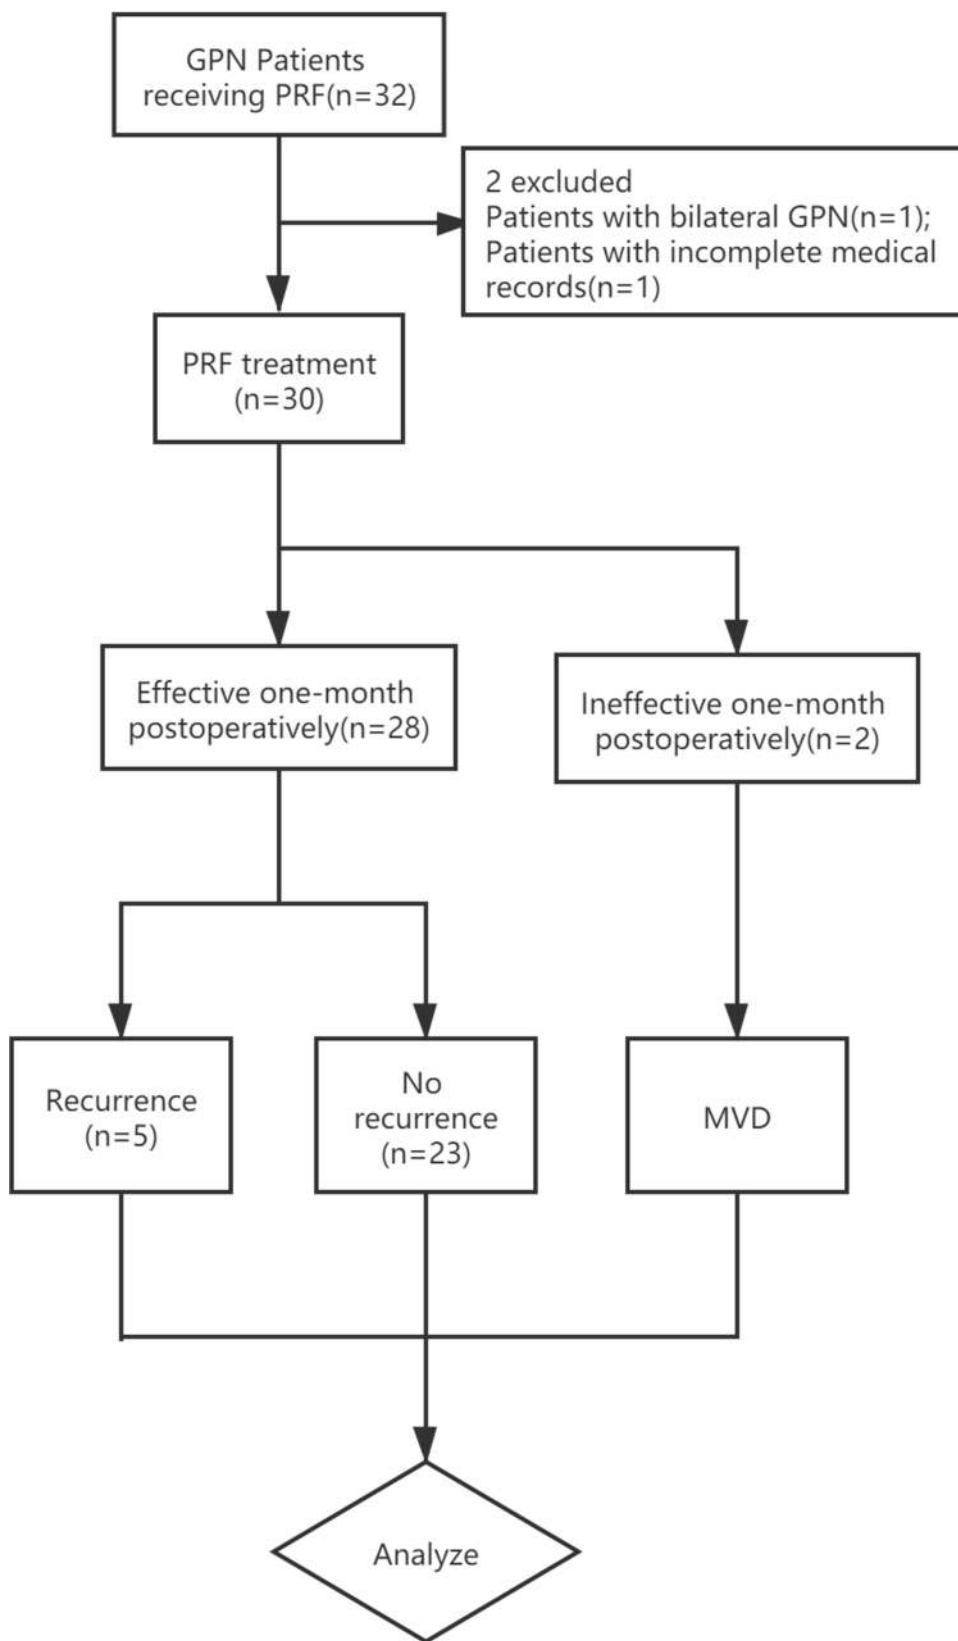 GPN Patients
receiving PRF(n=32)
2 excluded
Patients with bilateral GPN(n=1);
Patients with incomplete medical
records(n=1)
PRF treatment
(n=30)
Effective one-month
postoperatively(n=28)
Ineffective one-month
postoperatively(n=2)
Recurrence
(n=5)
No
recurrence
(n=23)
MVD
Analyze